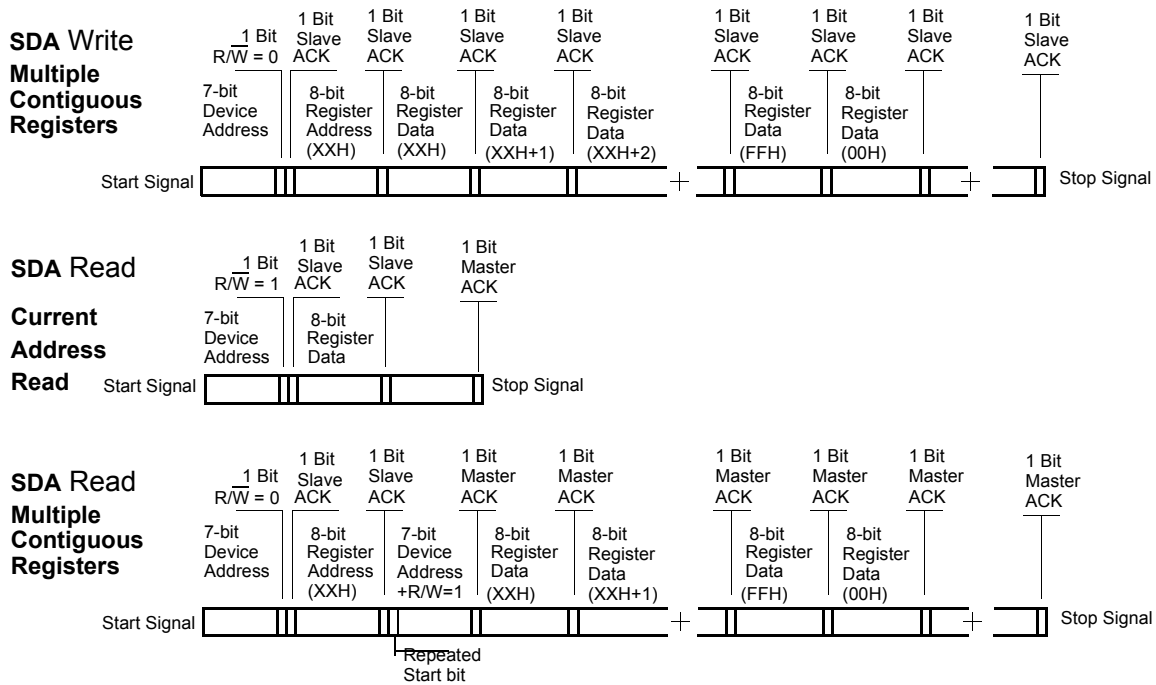 SDA Write
Multiple
Contiguous
Registers
1 Bit
R/W = 0
1 Bit
Slave
ACK
1 Bit
Slave
ACK
1 Bit
Slave
ACK
1 Bit
Slave
ACK
1 Bit
Slave
ACK
1 Bit
Slave
ACK
1 Bit
Slave
ACK
1 Bit
Slave
ACK
7-bit
Device
Address
8-bit
Register
Address
(XXH)
8-bit
Register
Data
(XXH)
8-bit
Register
Data
(XXH+1)
8-bit
Register
Data
(XXH+2)
8-bit
Register
Data
(FFH)
8-bit
Register
Data
(00H)
Start Signal
Stop Signal
SDA Read
Current
Address
Read
1 Bit
R/W = 1
1 Bit
Slave
ACK
1 Bit
Slave
ACK
1 Bit
Master
ACK
7-bit
Device
Address
8-bit
Register
Data
Start Signal
Stop Signal
SDA Read
Multiple
Contiguous
Registers
1 Bit
R/W = 0
1 Bit
Slave
ACK
1 Bit
Slave
ACK
1 Bit
Master
ACK
1 Bit
Master
ACK
1 Bit
Master
ACK
1 Bit
Master
ACK
1 Bit
Master
ACK
1 Bit
Master
ACK
7-bit
Device
Address
8-bit
Register
Address
(XXH)
7-bit
Device
Address
+R/W=1
8-bit
Register
Data
(XXH)
8-bit
Register
Data
(XXH+1)
8-bit
Register
Data
(FFH)
8-bit
Register
Data
(00H)
Start Signal
Stop Signal
Repeated
Start bit